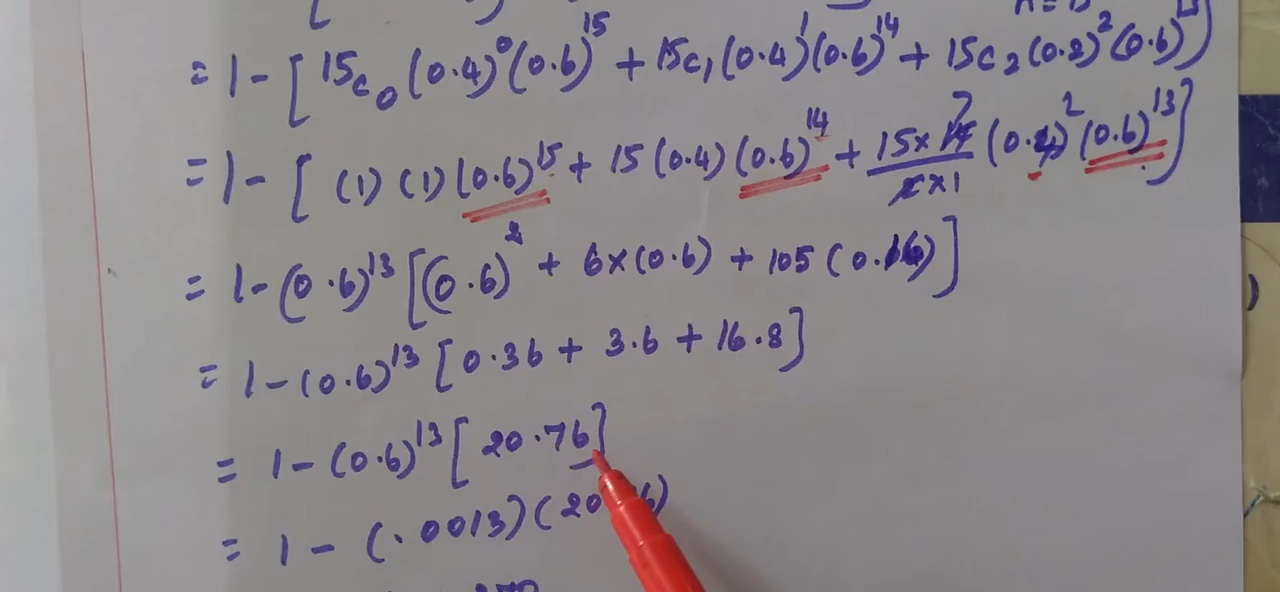 = 1 - [ 15c₀ (0.4)⁰ (0.6)¹⁵ + 15c₁ (0.4)¹ (0.6)¹⁴ + 15c₂ (0.2)² (0.6)¹³ ]
= 1 - [ (1) (1) (0.6)¹⁵ + 15 (0.4) (0.6)¹⁴ + 15 × 14 7 / 2 × 1 (0.4)² (0.6)¹³ ]
= 1 - (0.6)¹³ [ (0.6)² + 6 × (0.6) + 105 (0.16) ]
= 1 - (0.6)¹³ [ 0.36 + 3.6 + 16.8 ]
= 1 - (0.6)¹³ [ 20.76 ]
= 1 - (.0013) (20 6)